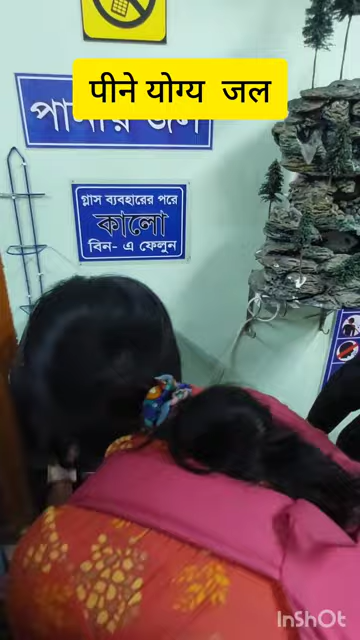 पीने योग्य जल
গ্লাস ব্যবহারের পরে
কালো
বিন- এ ফেলুন
InShOt